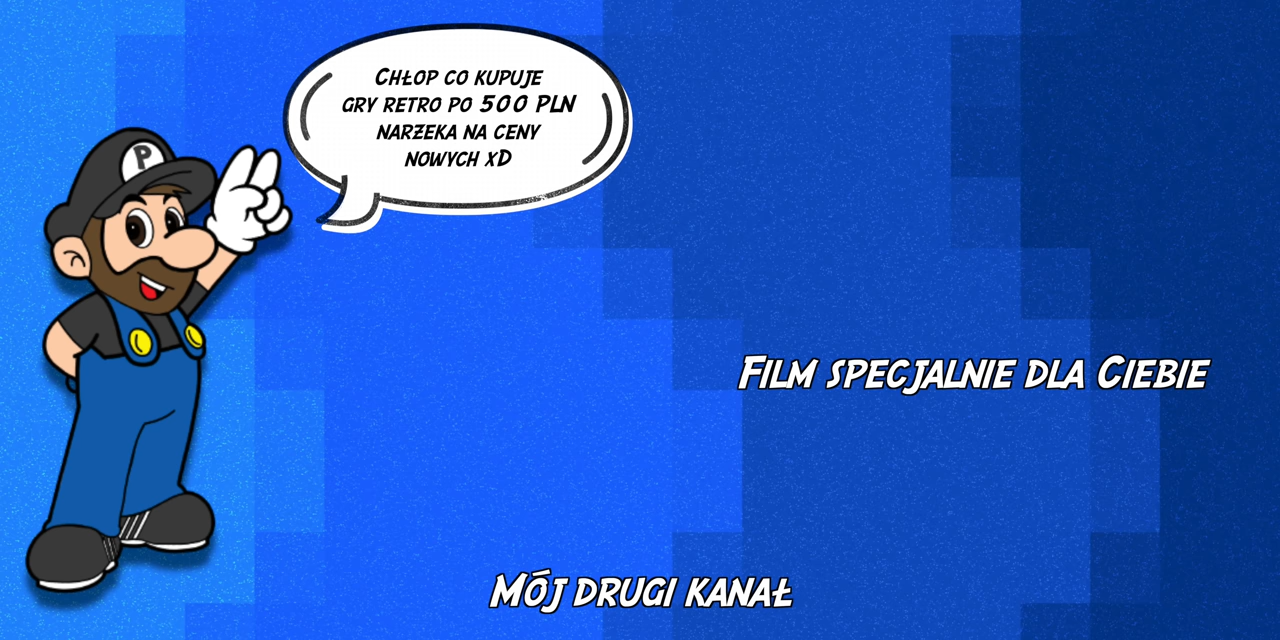 P
Chłop co kupuje
gry retro po 500 PLN
narzeka na ceny
nowych xD
Film specjalnie dla Ciebie
Mój drugi kanał